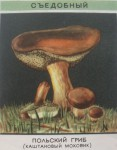 СЪЕДОБНЫЙ
ПОЛЬСКИЙ ГРИБ
(КАШТАНОВЫЙ МОХОВИК)